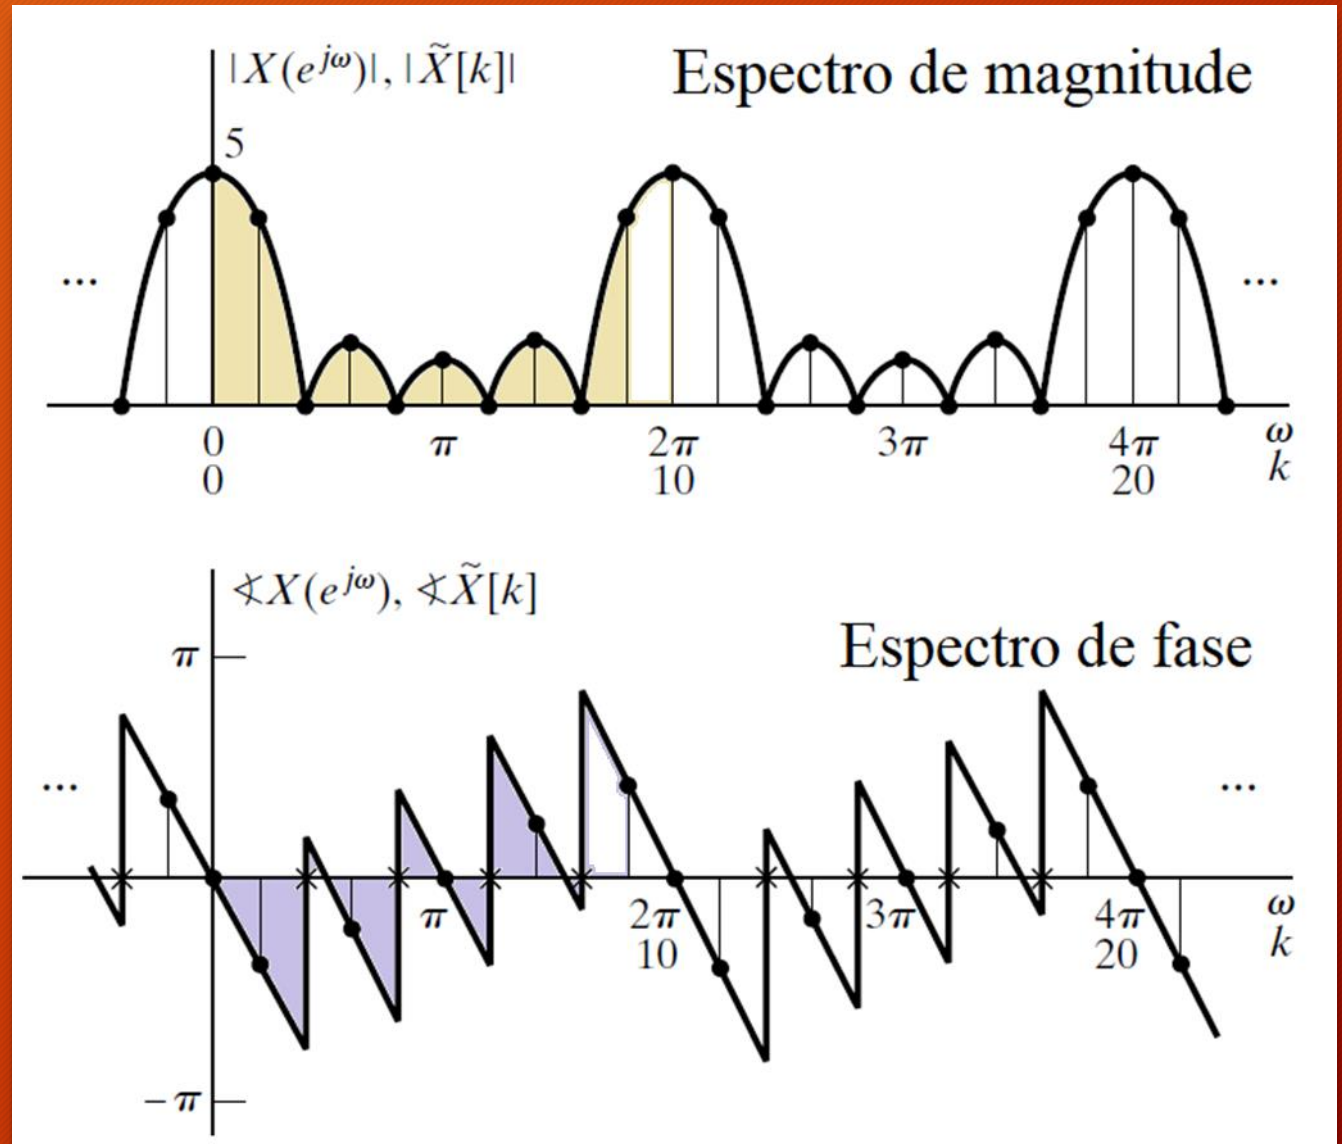 |X(e^{jω})|, |X̃[k]|
Espectro de magnitude
5
... ...
0 π 2π 3π 4π ω
0 10 20 k
∢X(e^{jω}), ∢X̃[k]
Espectro de fase
π
... ...
π 2π 3π 4π ω
10 20 k
−π